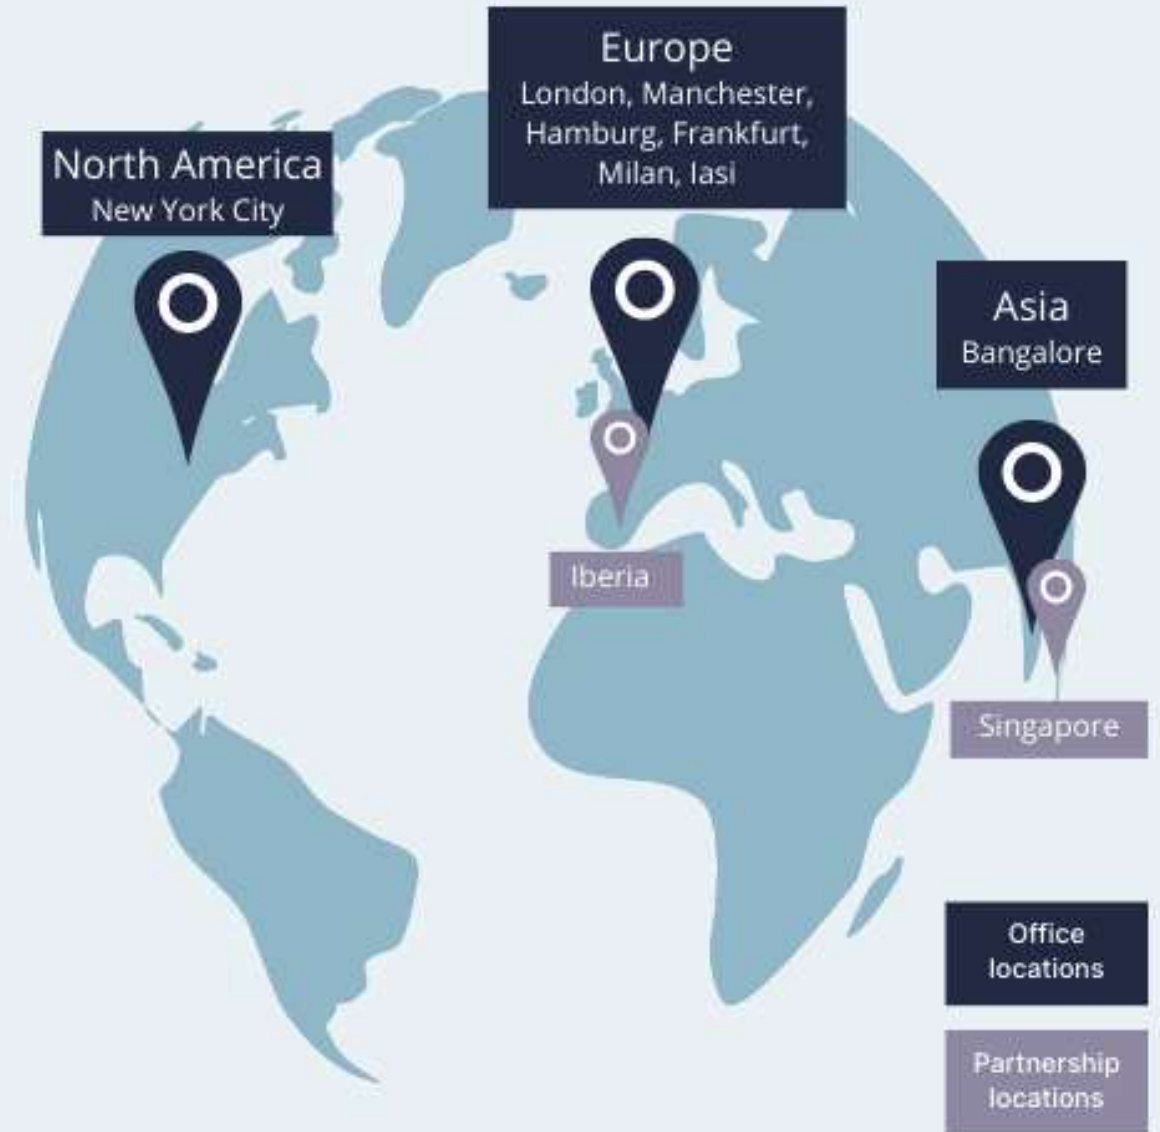 Europe
London, Manchester,
Hamburg, Frankfurt,
Milan, Iasi
North America
New York City
Asia
Bangalore
Iberia
Singapore
Office
locations
Partnership
locations